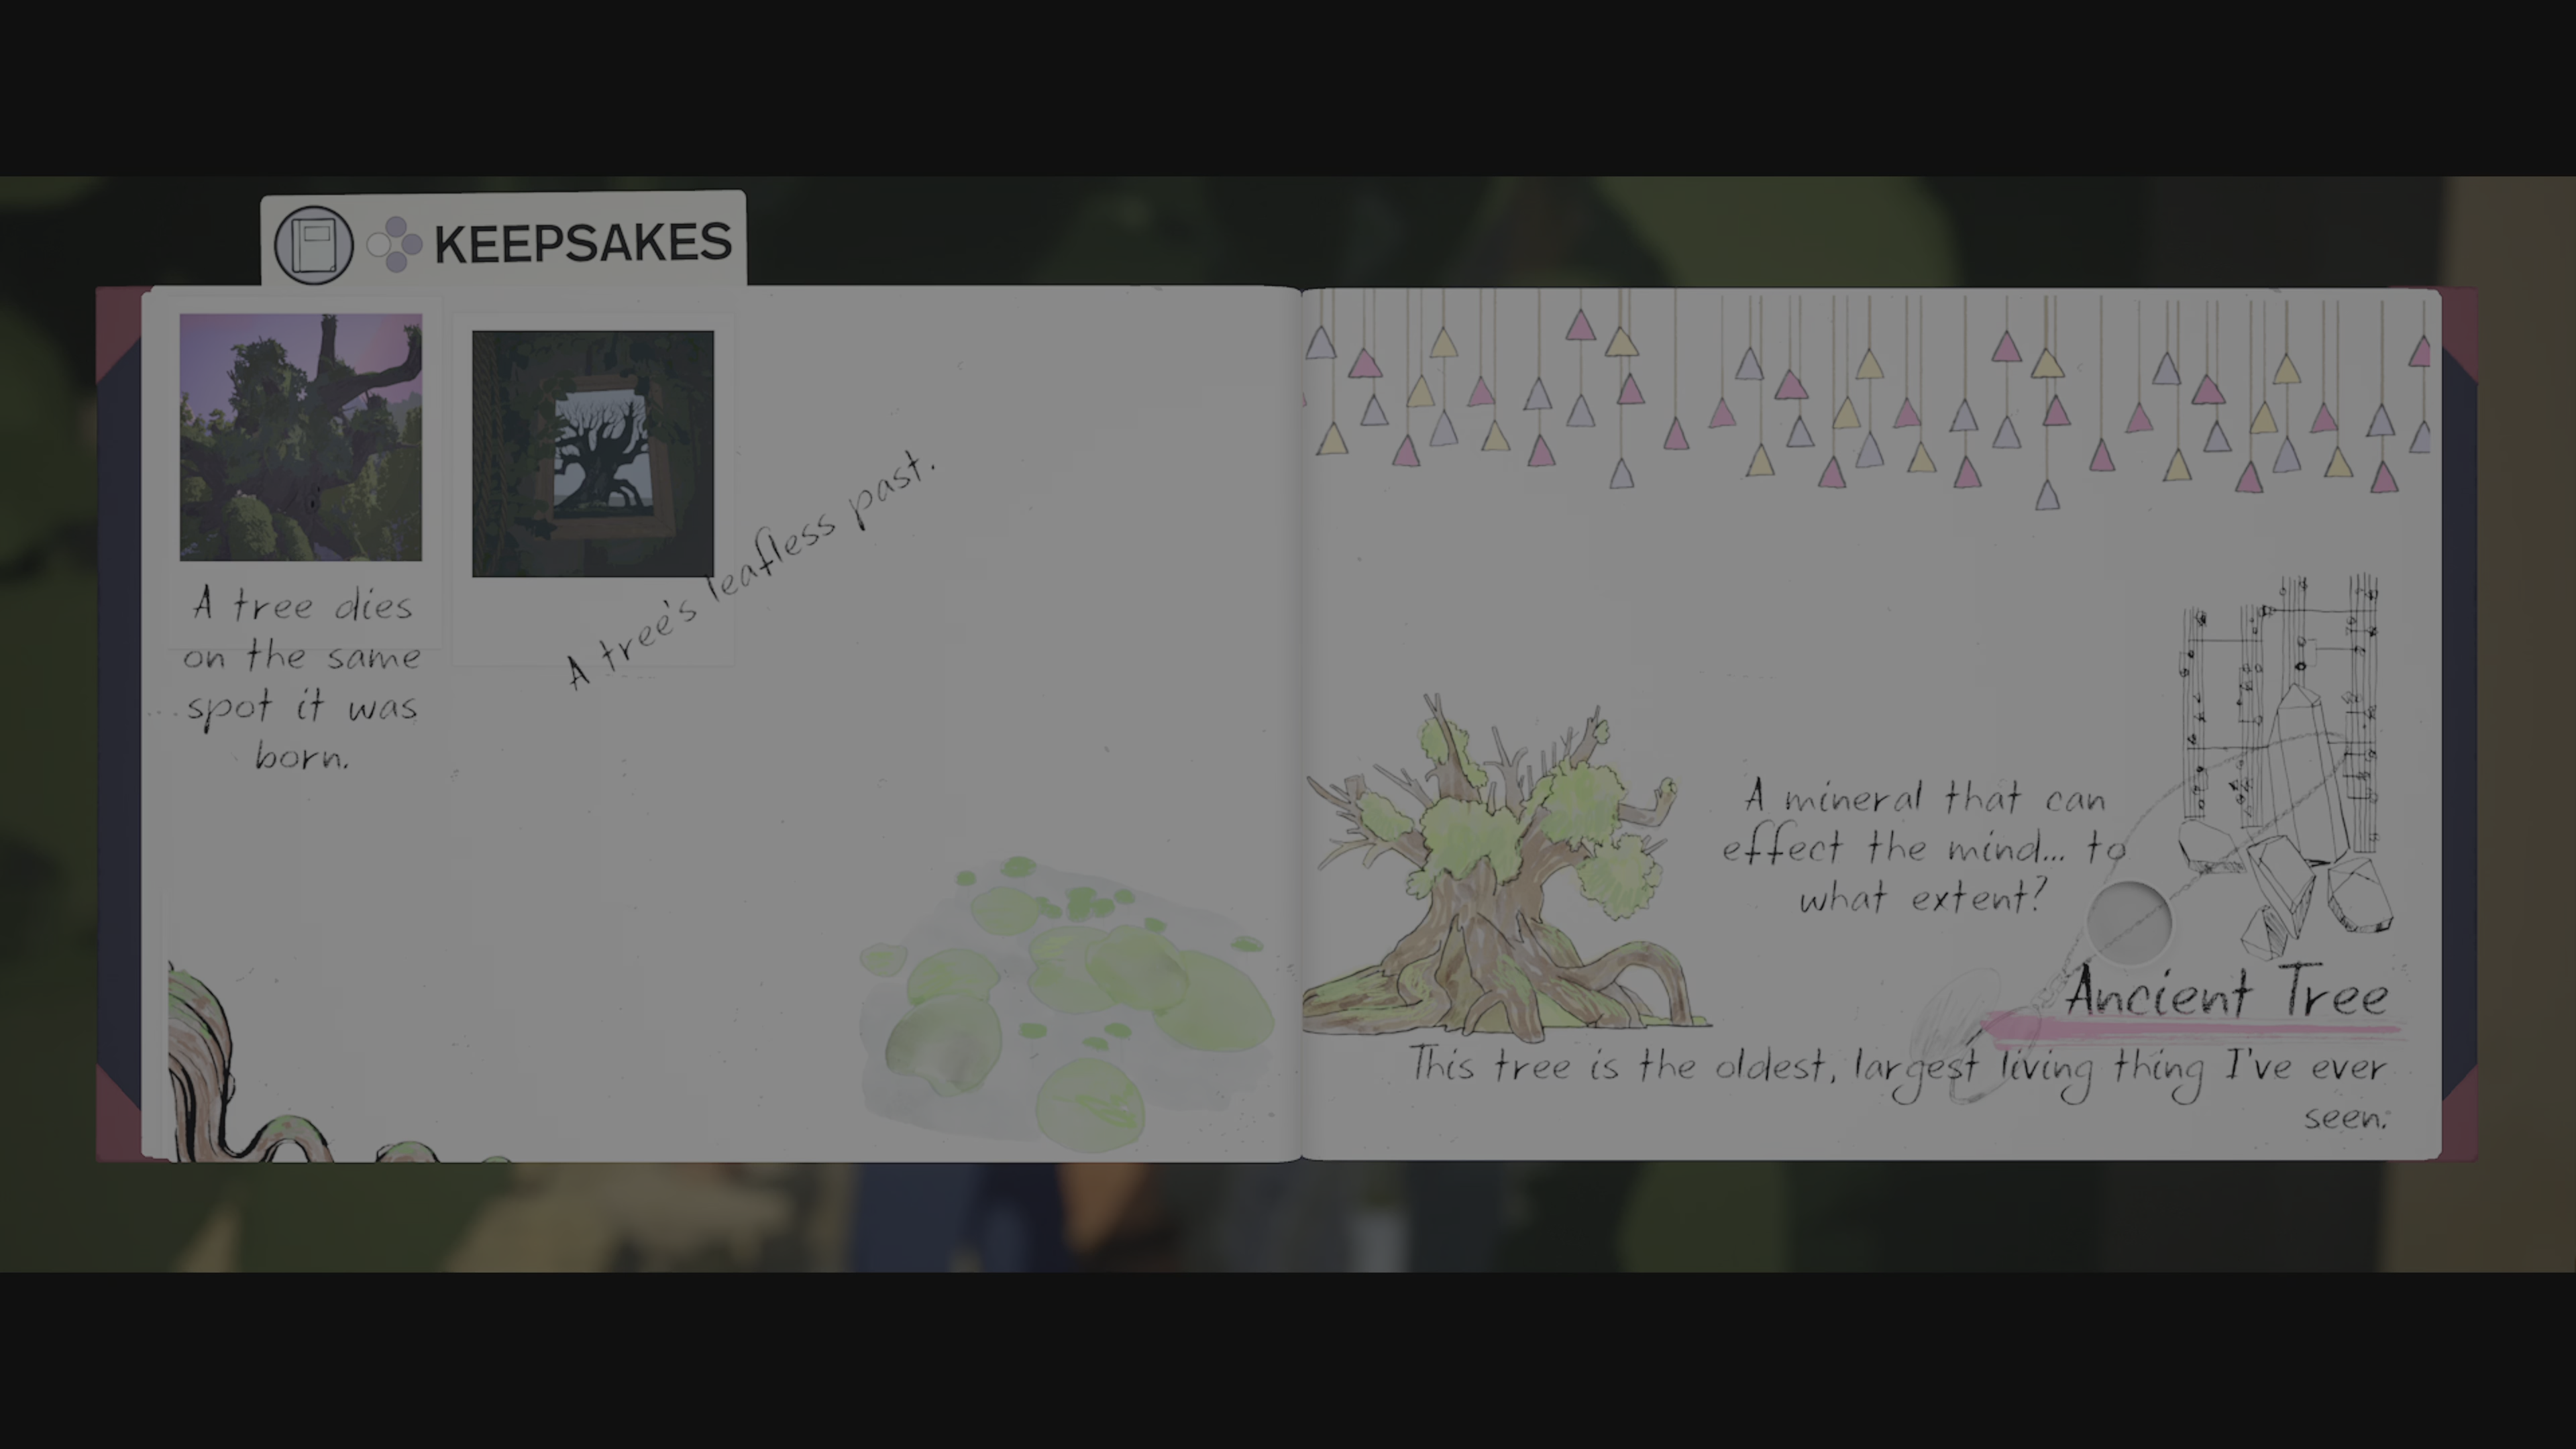 KEEPSAKES
A tree dies
on the same
spot it was
born.
A tree's leafless past.
A mineral that can
effect the mind... to
what extent?
Ancient Tree
This tree is the oldest, largest living thing I've ever
seen.